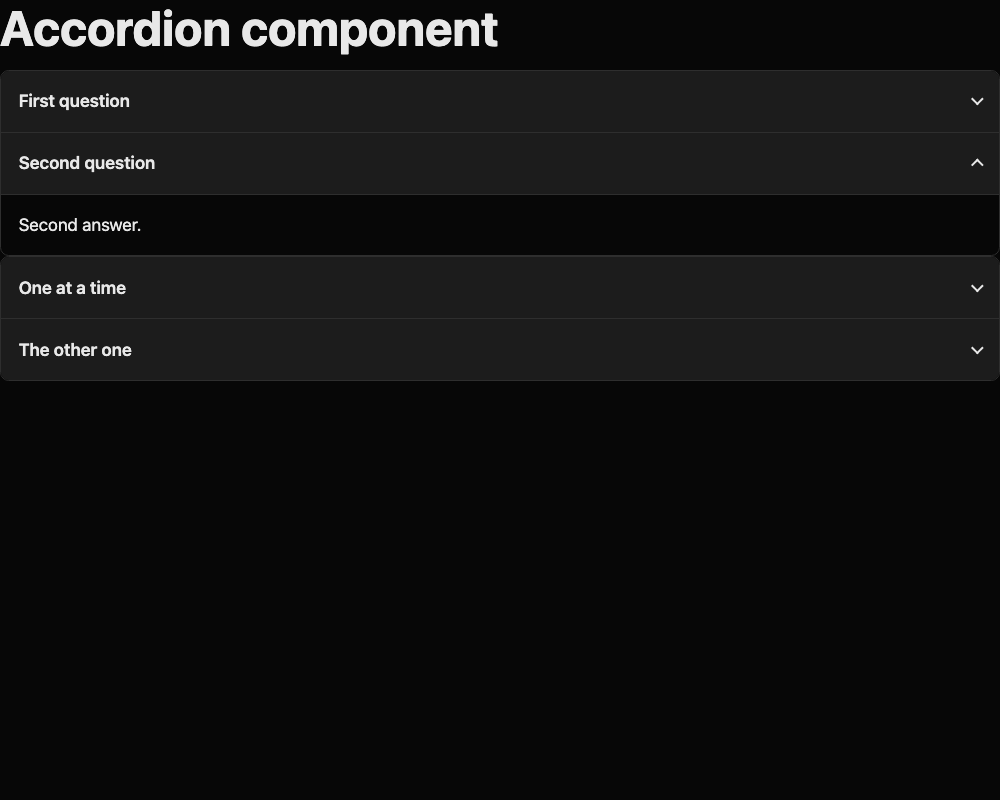 Accordion component
First question
Second question
Second answer.
One at a time
The other one